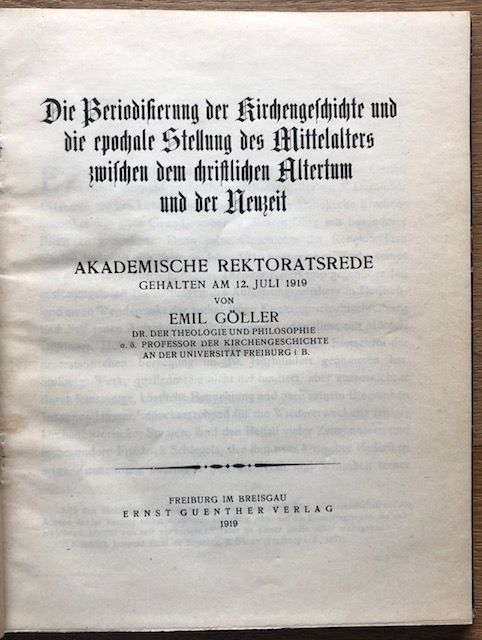 Die Periodisierung der Kirchengeschichte und
die epochale Stellung des Mittelalters
zwischen dem christlichen Altertum
und der Neuzeit
AKADEMISCHE REKTORATSREDE
GEHALTEN AM 12. JULI 1919
VON
EMIL GÖLLER
DR. DER THEOLOGIE UND PHILOSOPHIE
o. ö. PROFESSOR DER KIRCHENGESCHICHTE
AN DER UNIVERSITÄT FREIBURG i B.
FREIBURG IM BREISGAU
ERNST GUENTHER VERLAG
1919